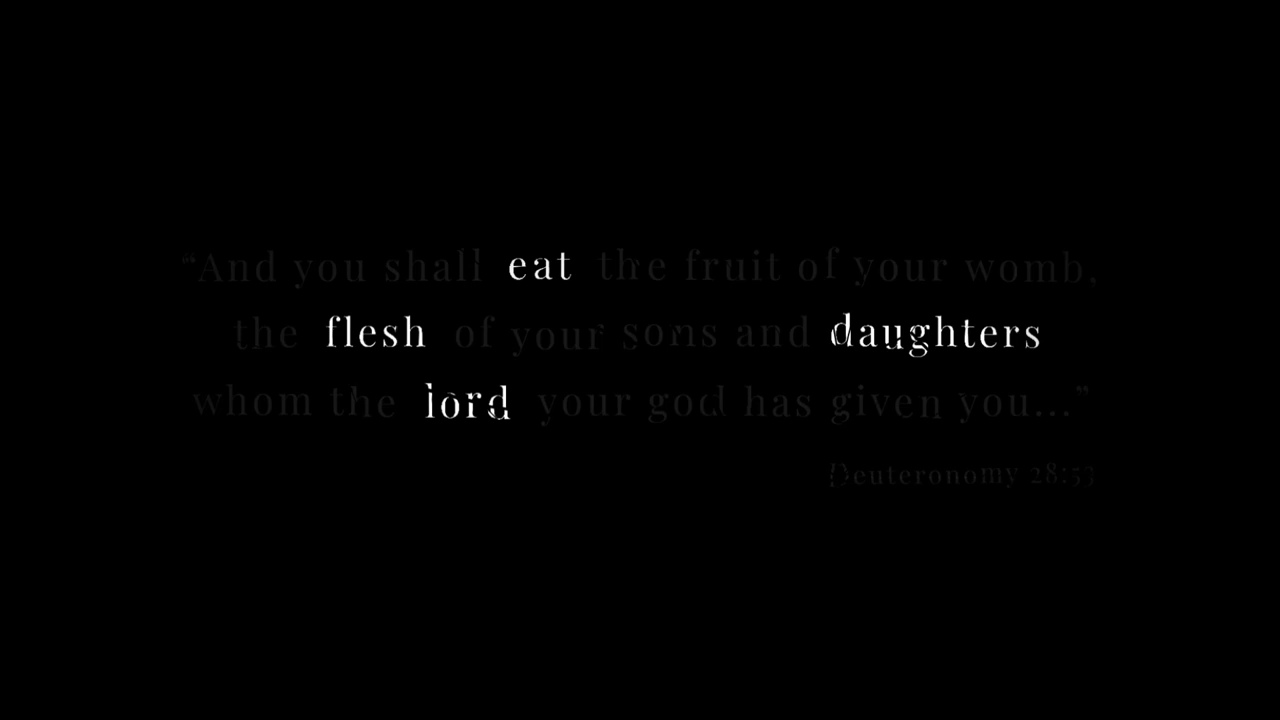 “And you shall eat the fruit of your womb,
the flesh of your sons and daughters
whom the lord your god has given you...”
Deuteronomy 28:53